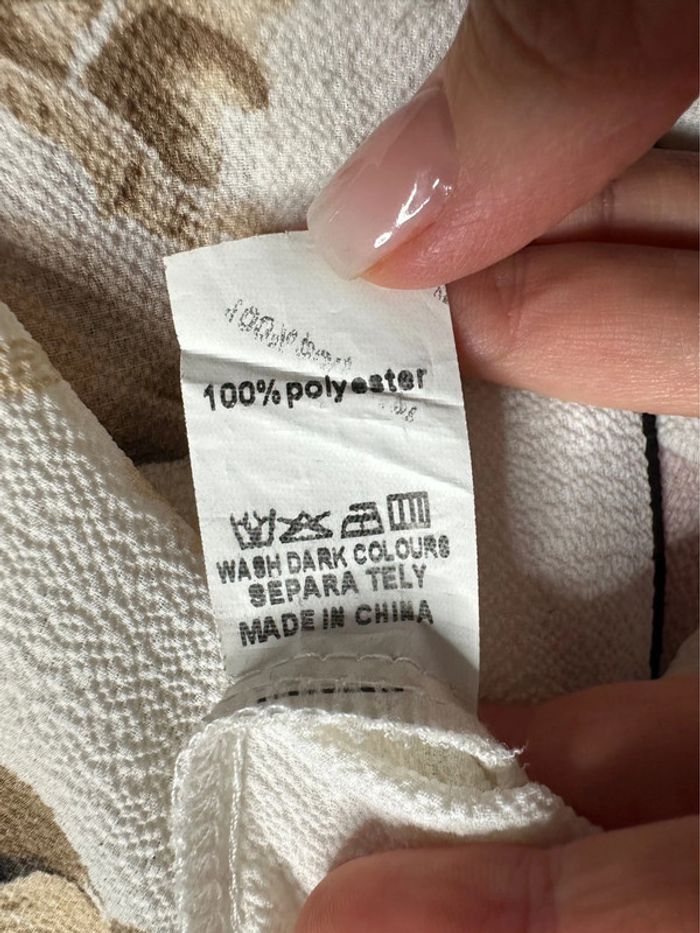 100%polyester
WASH DARK COLOURS
SEPARA TELY
MADE IN CHINA